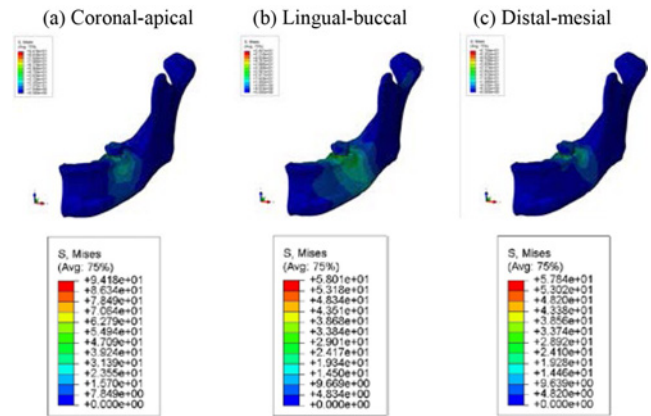 (a) Coronal-apical
(b) Lingual-buccal
(c) Distal-mesial
S, Mises
(Avg: 75%)
+9.418e+01
+8.634e+01
+7.849e+01
+7.064e+01
+6.279e+01
+5.494e+01
+4.709e+01
+3.924e+01
+3.139e+01
+2.355e+01
+1.570e+01
+7.849e+00
+0.000e+00
S, Mises
(Avg: 75%)
+5.801e+01
+5.318e+01
+4.834e+01
+4.351e+01
+3.868e+01
+3.384e+01
+2.901e+01
+2.417e+01
+1.934e+01
+1.450e+01
+9.669e+00
+4.834e+00
+0.000e+00
S, Mises
(Avg: 75%)
+5.784e+01
+5.302e+01
+4.820e+01
+4.338e+01
+3.856e+01
+3.374e+01
+2.892e+01
+2.410e+01
+1.928e+01
+1.446e+01
+9.639e+00
+4.820e+00
+0.000e+00